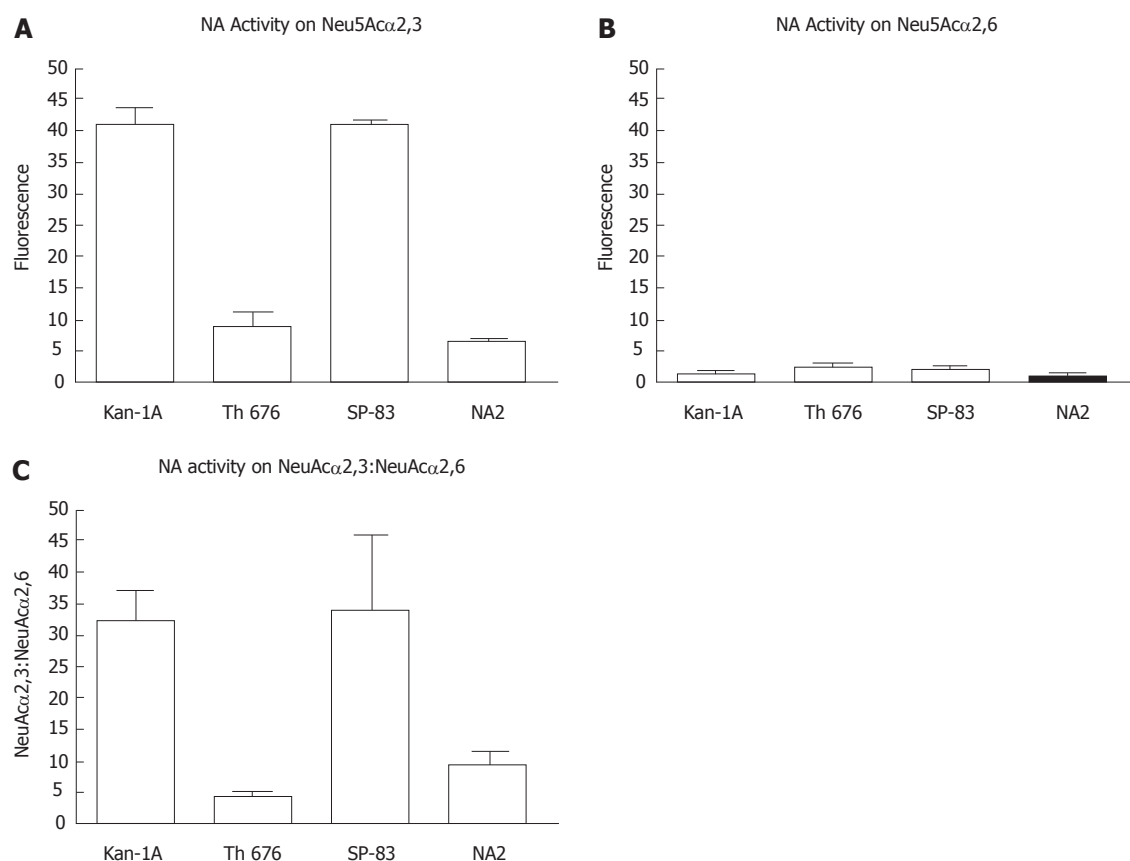 A
NA Activity on Neu5Acα2,3
50
45
40
35
30
25
20
15
10
5
0
Fluorescence
Kan-1A Th 676 SP-83 NA2
B
NA Activity on Neu5Acα2,6
50
45
40
35
30
25
20
15
10
5
0
Fluorescence
Kan-1A Th 676 SP-83 NA2
C
NA activity on NeuAcα2,3:NeuAcα2,6
50
45
40
35
30
25
20
15
10
5
0
NeuAcα2,3:NeuAcα2,6
Kan-1A Th 676 SP-83 NA2